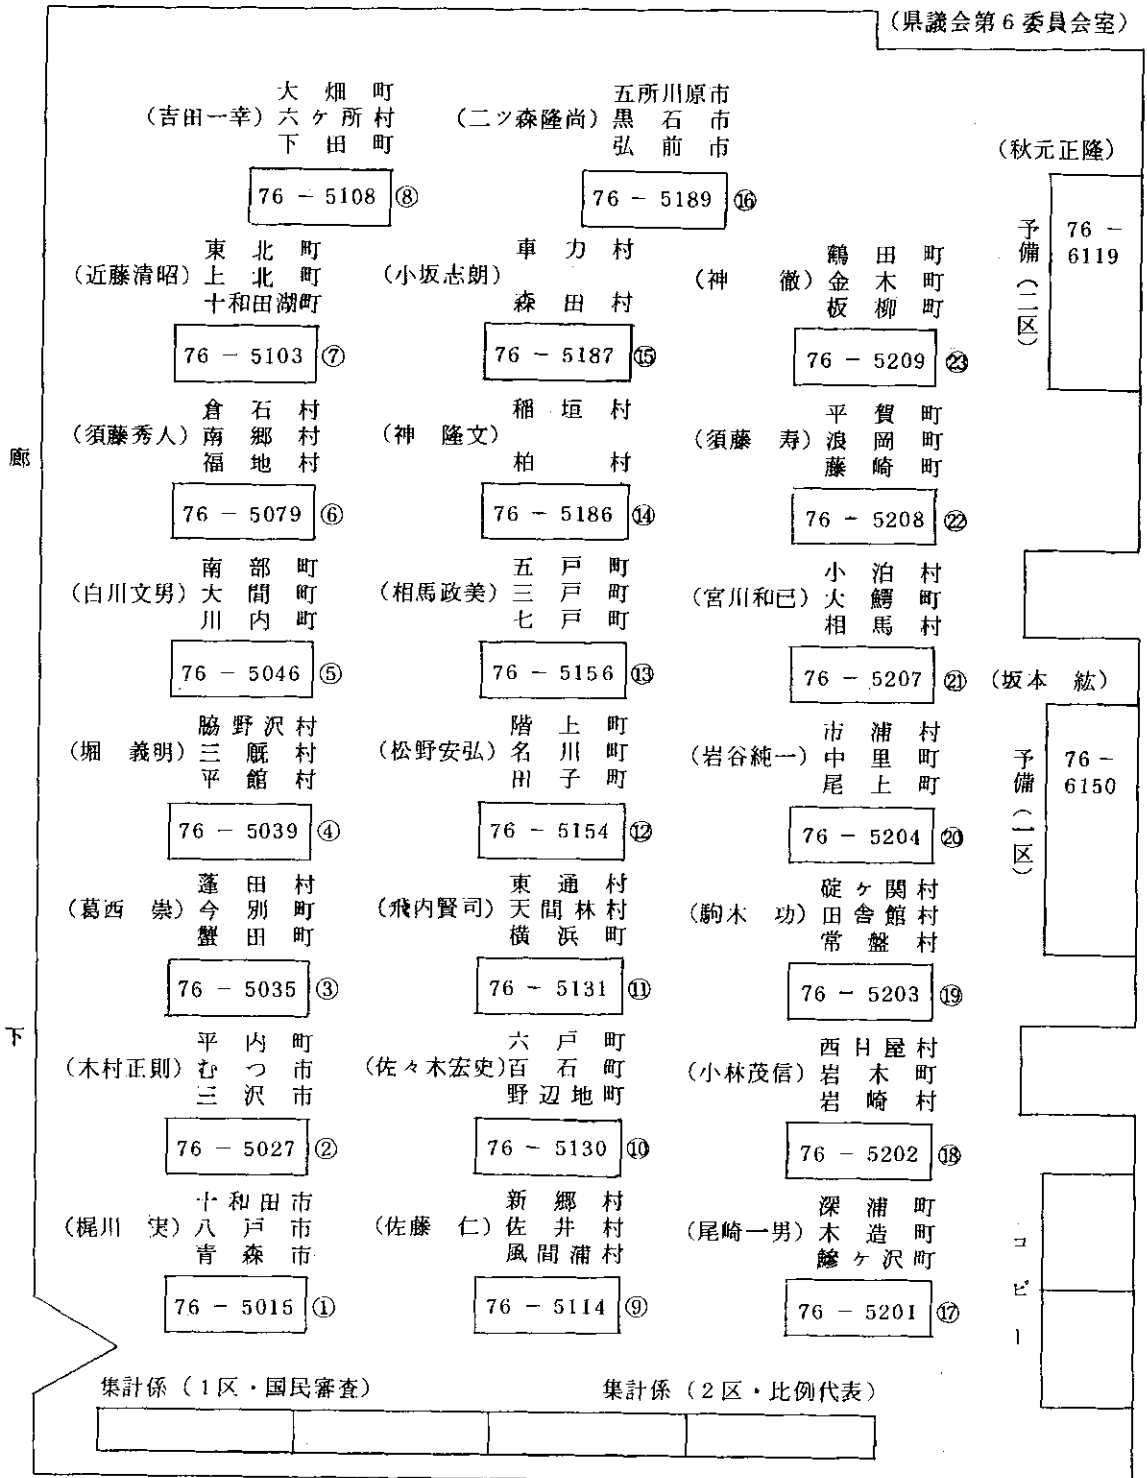 (県議会第6委員会室)
大畑町
(吉田一幸) 六ケ所村
下田町
76 - 5108 ⑧
五所川原市
(二ツ森隆尚) 黒石市
弘前市
76 - 5189 ⑯
(秋元正隆)
予備(二区)
76 -
6119
東北町
(近藤清昭) 上北町
十和田湖町
76 - 5103 ⑦
車力村
(小坂志朗)
森田村
76 - 5187 ⑮
鶴田町
(神 徹) 金木町
板柳町
76 - 5209 ㉓
倉石村
(須藤秀人) 南郷村
福地村
76 - 5079 ⑥
稲垣村
(神 隆文)
柏村
76 - 5186 ⑭
平賀町
(須藤 寿) 浪岡町
藤崎町
76 - 5208 ㉒
廊下
南部町
(白川文男) 大間町
川内町
76 - 5046 ⑤
五戸町
(相馬政美) 三戸町
七戸町
76 - 5156 ⑬
小泊村
(宮川和已) 大鰐町
相馬村
76 - 5207 ㉑
(坂本 紘)
予備(一区)
76 -
6150
脇野沢村
(堀 義明) 三厩村
平館村
76 - 5039 ④
階上町
(松野安弘) 名川町
田子町
76 - 5154 ⑫
市浦村
(岩谷純一) 中里町
尾上町
76 - 5204 ⑳
蓬田村
(葛西 崇) 今別町
蟹田町
76 - 5035 ③
東通村
(飛内賢司) 天間林村
横浜町
76 - 5131 ⑪
碇ケ関村
(駒木 功) 田舎館村
常盤村
76 - 5203 ⑲
平内町
(木村正則) むつ市
三沢市
76 - 5027 ②
六戸町
(佐々木宏史) 百石町
野辺地町
76 - 5130 ⑩
西目屋村
(小林茂信) 岩木町
岩崎村
76 - 5202 ⑱
十和田市
(梶川 実) 八戸市
青森市
76 - 5015 ①
新郷村
(佐藤 仁) 佐井村
風間浦村
76 - 5114 ⑨
深浦町
(尾崎一男) 木造町
鰺ケ沢町
76 - 5201 ⑰
コピー
集計係(1区・国民審査)
集計係(2区・比例代表)